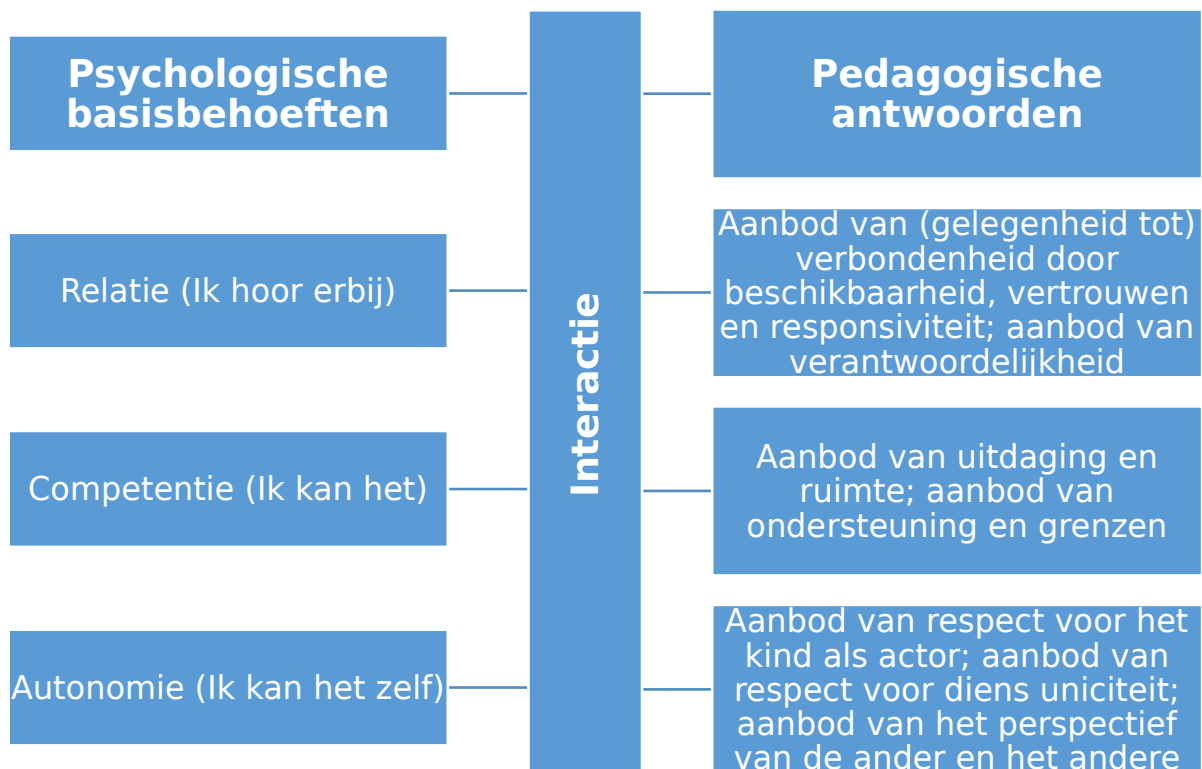 Psychologische
basisbehoeften
Pedagogische
antwoorden
Relatie (Ik hoor erbij)
Aanbod van (gelegenheid tot)
verbondenheid door
beschikbaarheid, vertrouwen
en responsiviteit; aanbod van
verantwoordelijkheid
Interactie
Competentie (Ik kan het)
Aanbod van uitdaging en
ruimte; aanbod van
ondersteuning en grenzen
Autonomie (Ik kan het zelf)
Aanbod van respect voor het
kind als actor; aanbod van
respect voor diens uniciteit;
aanbod van het perspectief
van de ander en het andere